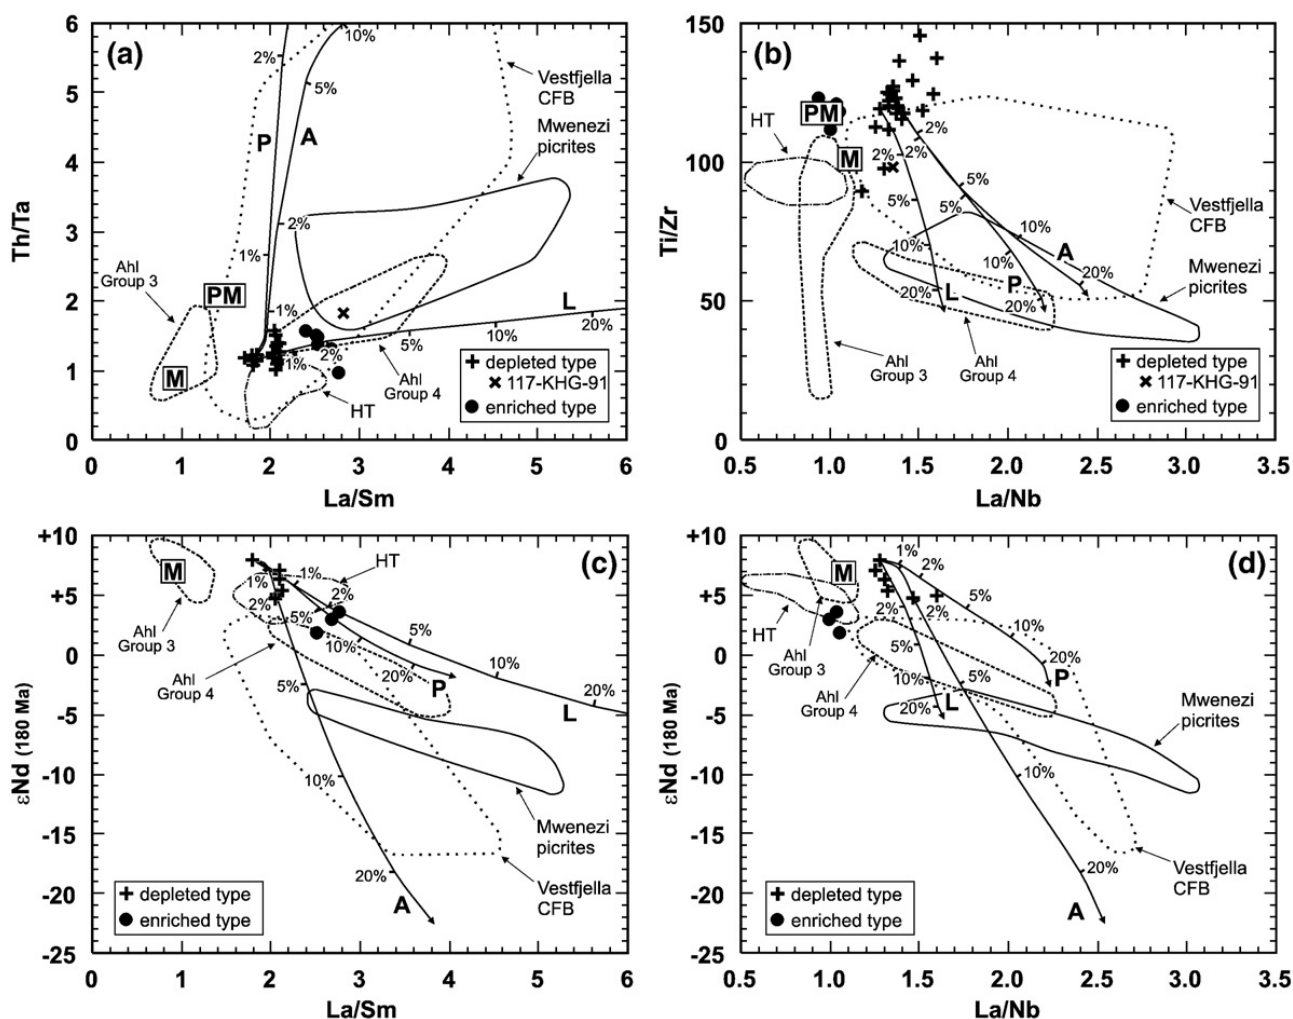 (a)
6
5
4
3
2
1
0
Th/Ta
0
1
2
3
4
5
6
La/Sm
2%
10%
5%
P
A
2%
1%
1%
1%
2%
5%
10%
20%
L
Vestfjella
CFB
Mwenezi
picrites
Ahl
Group 3
PM
M
Ahl
Group 4
HT
depleted type
117-KHG-91
enriched type
(b)
150
100
50
0
Ti/Zr
0.5
1.0
1.5
2.0
2.5
3.0
3.5
La/Nb
HT
PM
M
2%
2%
5%
5%
5%
10%
10%
10%
20%
20%
20%
A
P
L
Vestfjella
CFB
Mwenezi
picrites
Ahl
Group 3
Ahl
Group 4
depleted type
117-KHG-91
enriched type
(c)
+10
+5
0
-5
-10
-15
-20
-25
εNd (180 Ma)
0
1
2
3
4
5
6
La/Sm
M
HT
Ahl
Group 3
Ahl
Group 4
1%
1%
2%
2%
5%
5%
5%
10%
10%
10%
20%
20%
20%
P
L
A
Mwenezi
picrites
Vestfjella
CFB
depleted type
enriched type
(d)
+10
+5
0
-5
-10
-15
-20
-25
εNd (180 Ma)
0.5
1.0
1.5
2.0
2.5
3.0
3.5
La/Nb
M
HT
Ahl
Group 3
Ahl
Group 4
1%
2%
2%
2%
5%
5%
5%
10%
10%
10%
20%
20%
20%
P
L
A
Mwenezi
picrites
Vestfjella
CFB
depleted type
enriched type